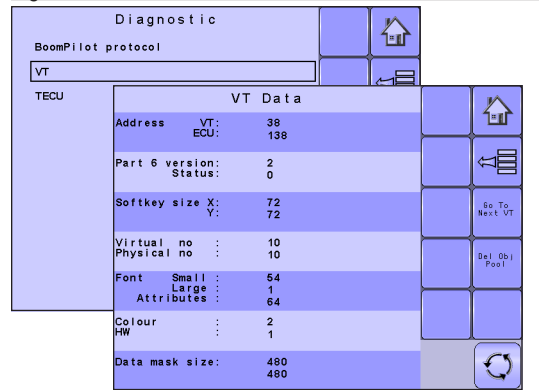 Diagnostic
BoomPilot protocol
VT
TECU
VT Data
Address VT: 38
ECU: 138
Part 6 version: 2
Status: 0
Softkey size X: 72
Y: 72
Virtual no : 10
Physical no : 10
Font Small : 54
Large : 1
Attributes : 64
Colour : 2
HW : 1
Data mask size: 480
480
Go To
Next VT
Del Obj
Pool